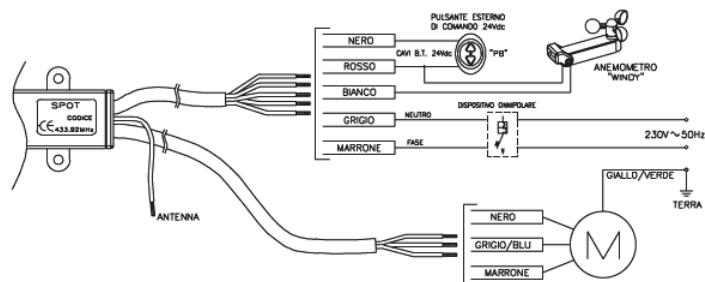 PULSANTE ESTERNO
DI COMANDO 24Vdc
NERO
CAVI B.T. 24Vdc
"PB"
ROSSO
BIANCO
ANEMOMETRO
"WINDY"
SPOT
CODICE
CE 433.92MHz
GRIGIO
NEUTRO
DISPOSITIVO ONNIPOLARE
MARRONE
FASE
230V~50Hz
GIALLO/VERDE
TERRA
ANTENNA
NERO
GRIGIO/BLU
MARRONE
M